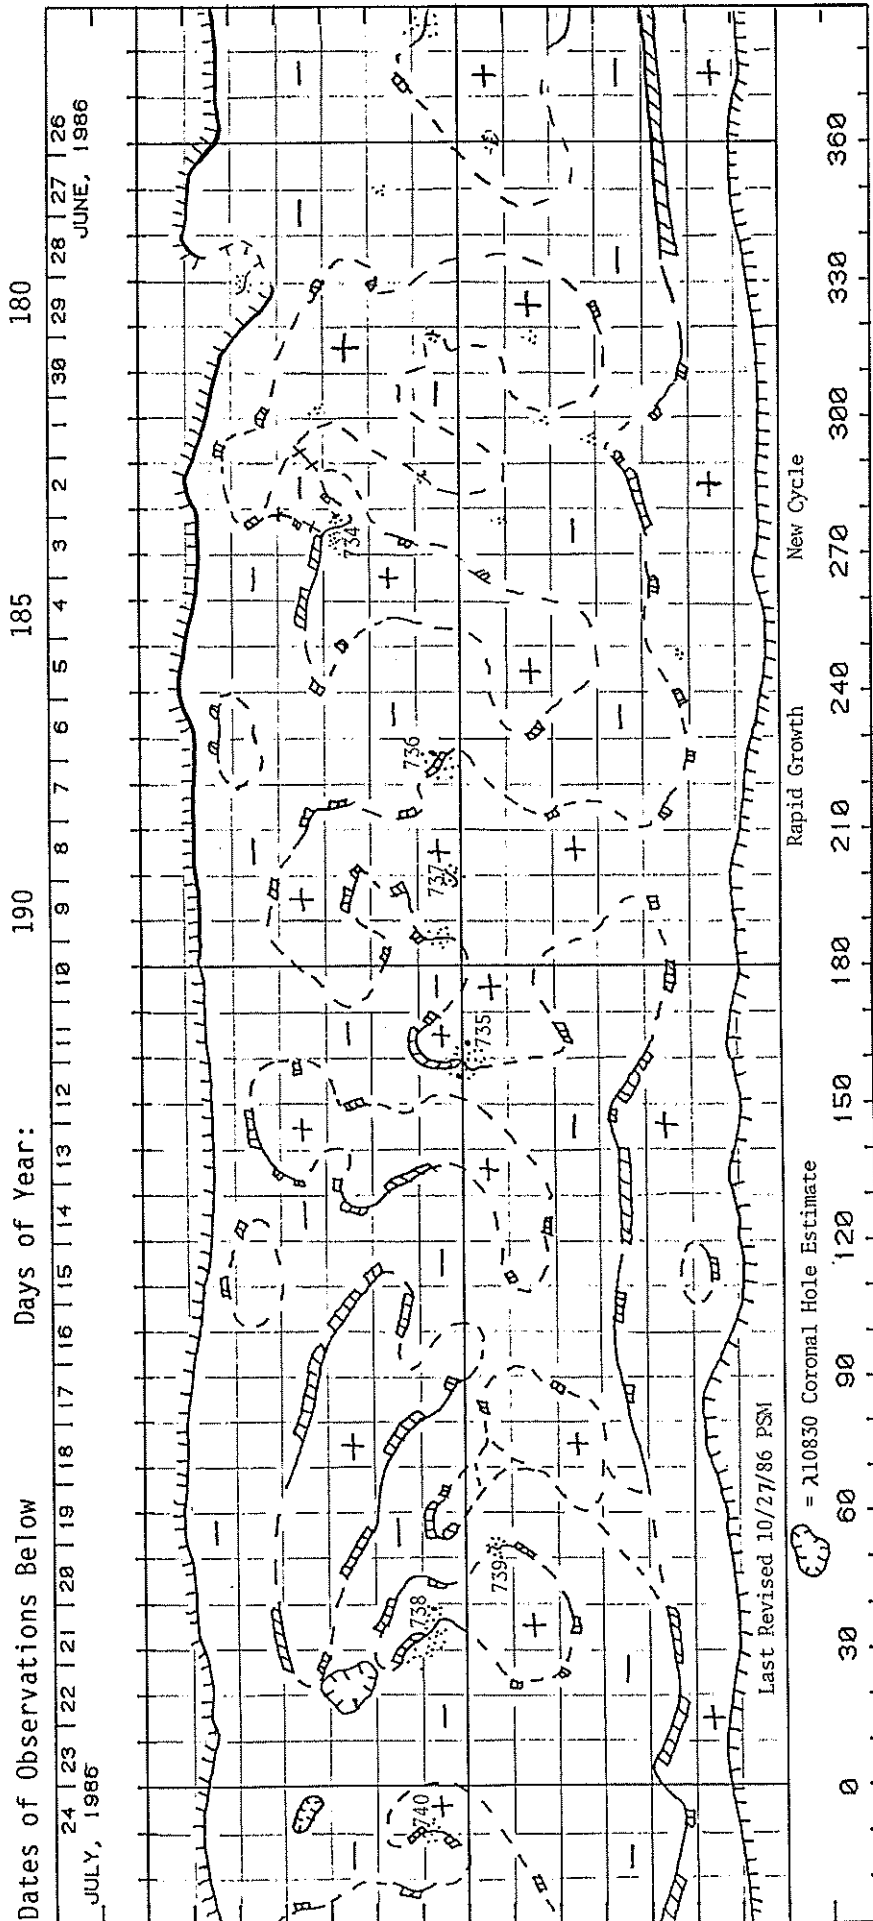 Dates of Observations Below Days of Year: 190 185 180
24 | 23 | 22 | 21 | 20 | 19 | 18 | 17 | 16 | 15 | 14 | 13 | 12 | 11 | 10 | 9 | 8 | 7 | 6 | 5 | 4 | 3 | 2 | 1 | 30 | 29 | 28 | 27 | 26
JULY, 1986 JUNE, 1986
740
738
739
735
737
736
734
Last Revised 10/27/86 PSM Rapid Growth New Cycle
= λ10830 Coronal Hole Estimate
0 30 60 90 120 150 180 210 240 270 300 330 360